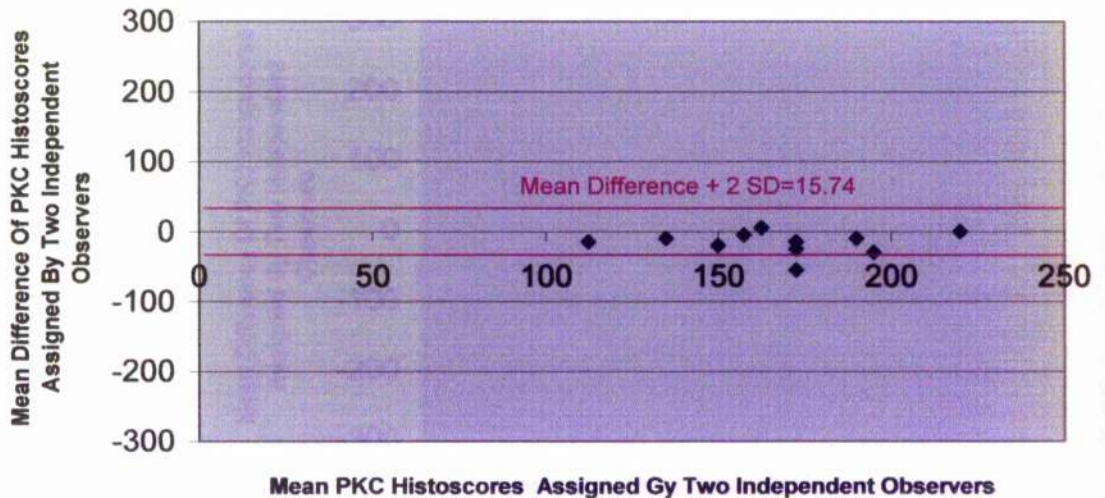 Mean Difference Of PKC Histoscores
Assigned By Two Independent
Observers
300
200
100
0
-100
-200
-300
Mean Difference + 2 SD=15.74
0 50 100 150 200 250
Mean PKC Histoscores Assigned Gy Two Independent Observers